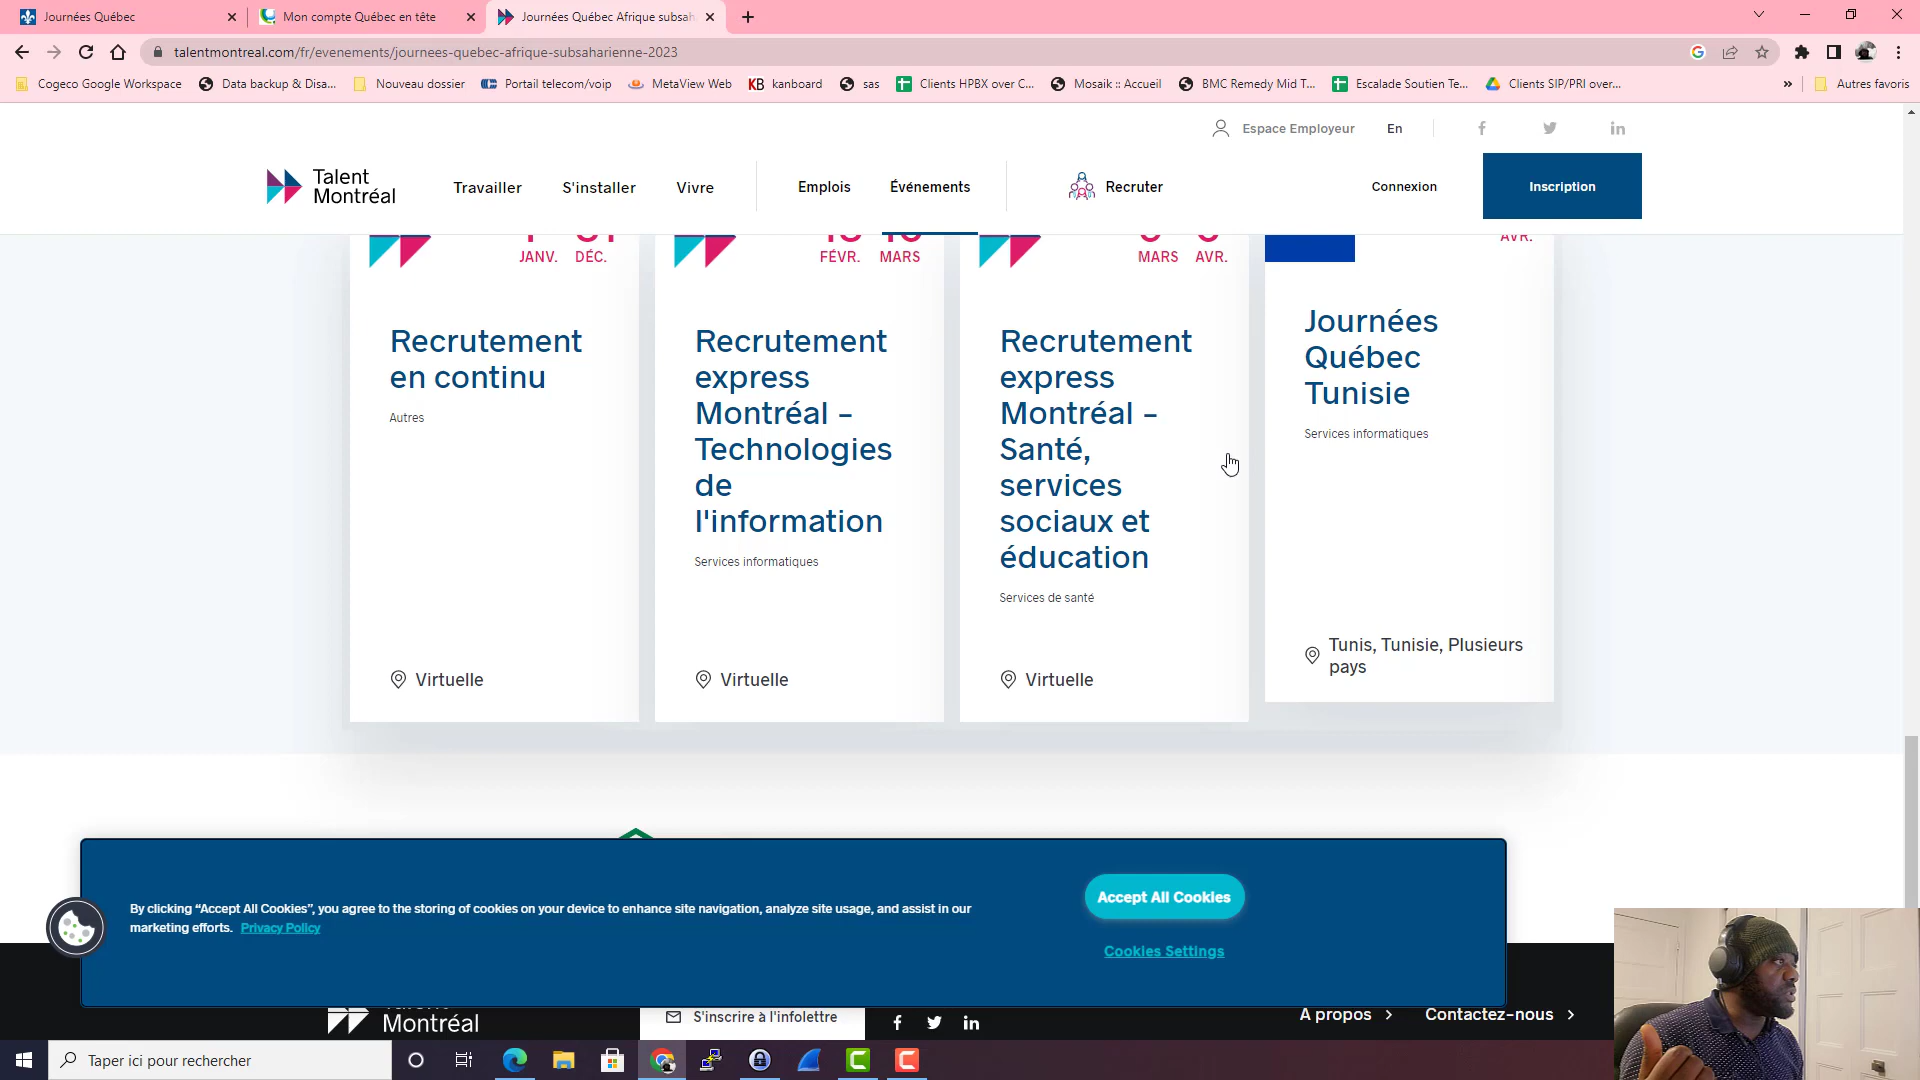 Journées Québec
Mon compte Québec en tête
Journées Québec Afrique subsah
talentmontreal.com/fr/evenements/journees-quebec-afrique-subsaharienne-2023
Cogeco Google Workspace
Data backup & Disa...
Nouveau dossier
Portail telecom/voip
MetaView Web
KB kanboard
sas
Clients HPBX over C...
Mosaik :: Accueil
BMC Remedy Mid T...
Escalade Soutien Te...
Clients SIP/PRI over...
»
Autres favoris
Espace Employeur
En
Talent
Montréal
Travailler
S'installer
Vivre
Emplois
Événements
Recruter
Connexion
Inscription
JANV. DÉC.
Recrutement
en continu
Autres
Virtuelle
FÉVR. MARS
Recrutement
express
Montréal –
Technologies
de
l'information
Services informatiques
Virtuelle
MARS AVR.
Recrutement
express
Montréal –
Santé,
services
sociaux et
éducation
Services de santé
Virtuelle
AVR.
Journées
Québec
Tunisie
Services informatiques
Tunis, Tunisie, Plusieurs
pays
By clicking “Accept All Cookies”, you agree to the storing of cookies on your device to enhance site navigation, analyze site usage, and assist in our
marketing efforts. Privacy Policy
Accept All Cookies
Cookies Settings
Montréal
S'inscrire à l'infolettre
A propos
Contactez-nous
Taper ici pour rechercher